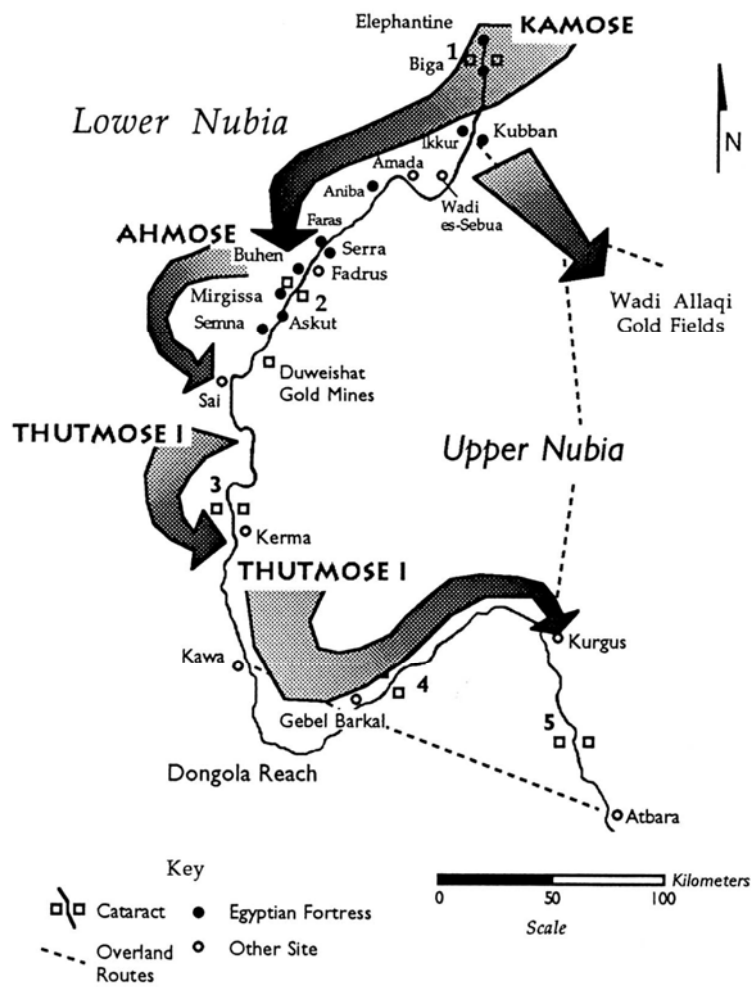 Elephantine
KAMOSE
1
Biga
Lower Nubia
N
Ikkur
Kubban
Amada
Aniba
Wadi
es-Sebua
Faras
AHMOSE
Buhen
Serra
Fadrus
Wadi Allaqi
Gold Fields
Mirgissa
2
Semna
Askut
Duweishat
Gold Mines
Sai
THUTMOSE I
Upper Nubia
3
Kerma
THUTMOSE I
Kurgus
Kawa
4
Gebel Barkal
5
Dongola Reach
Atbara
Key
Cataract
Egyptian Fortress
Overland
Routes
Other Site
Kilometers
0 50 100
Scale